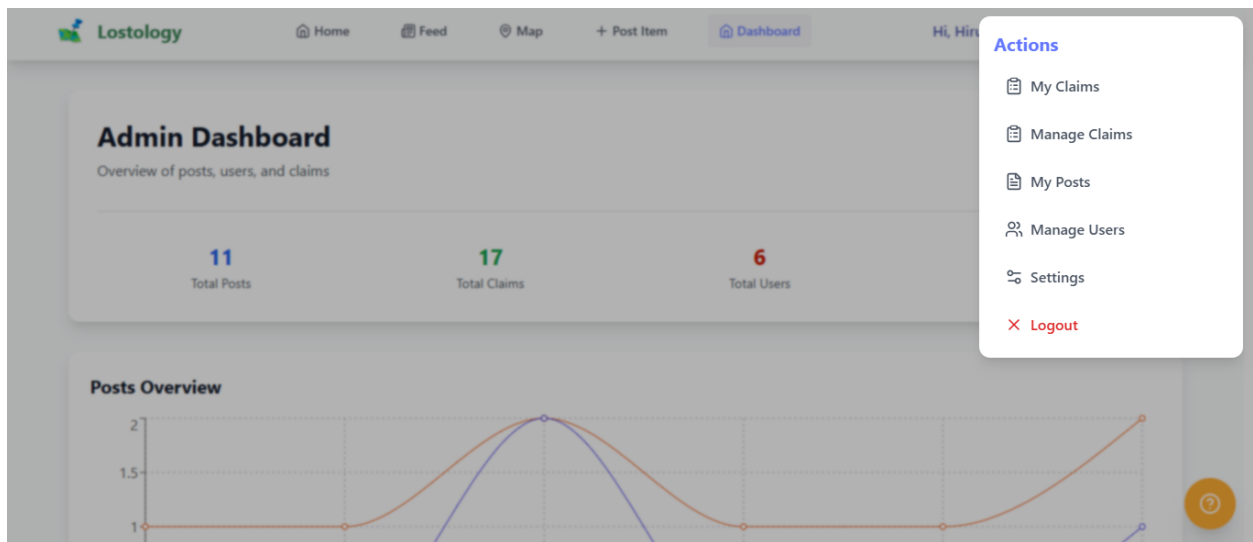 Lostology
Home
Feed
Map
+ Post Item
Dashboard
Hi,
Actions
My Claims
Manage Claims
My Posts
Manage Users
Settings
Logout
Admin Dashboard
Overview of posts, users, and claims
11
Total Posts
17
Total Claims
6
Total Users
Posts Overview
2
1.5
1